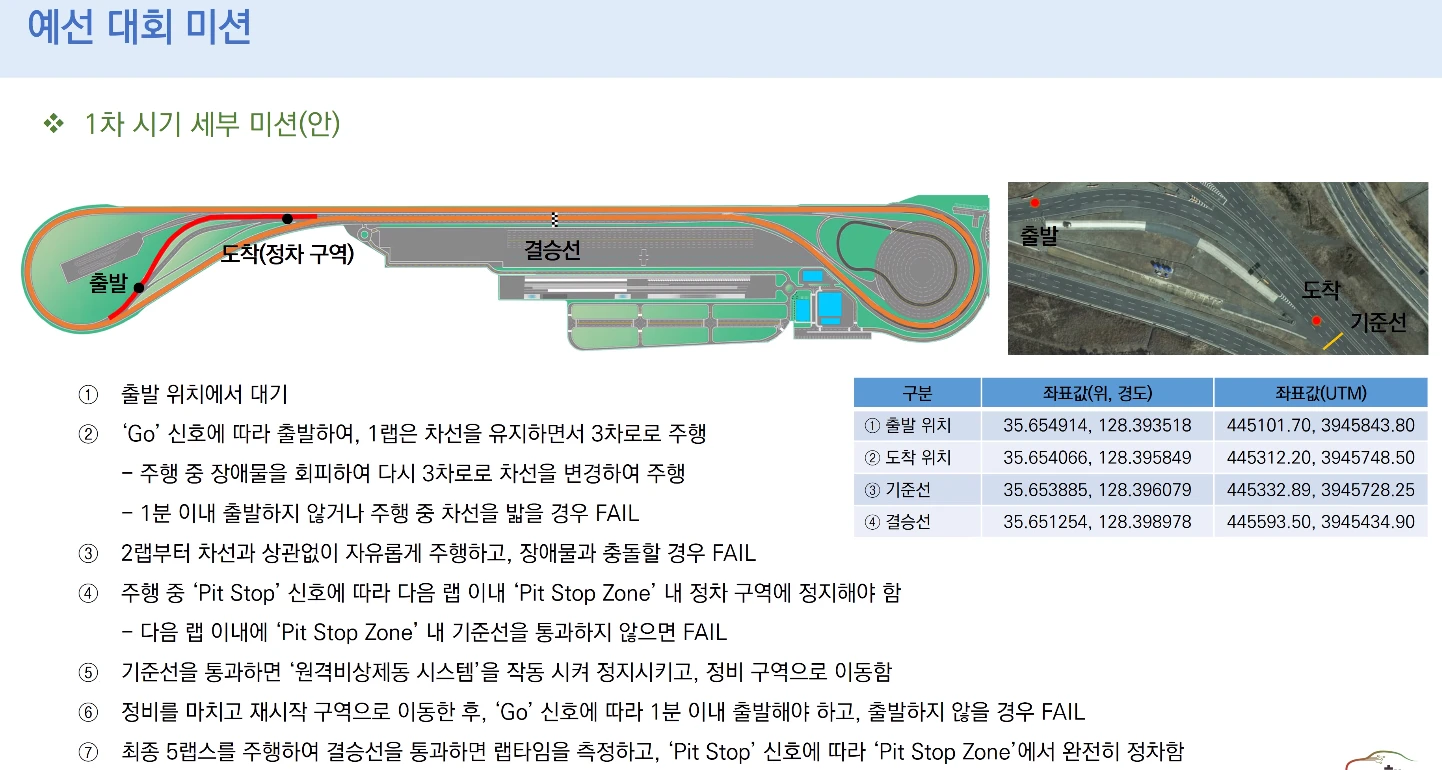 예선 대회 미션
❖ 1차 시기 세부 미션(안)
출발
도착(정차 구역)
결승선
출발
도착
기준선
① 출발 위치에서 대기
② ‘Go’ 신호에 따라 출발하여, 1랩은 차선을 유지하면서 3차로로 주행
– 주행 중 장애물을 회피하여 다시 3차로로 차선을 변경하여 주행
– 1분 이내 출발하지 않거나 주행 중 차선을 밟을 경우 FAIL
③ 2랩부터 차선과 상관없이 자유롭게 주행하고, 장애물과 충돌할 경우 FAIL
④ 주행 중 ‘Pit Stop’ 신호에 따라 다음 랩 이내 ‘Pit Stop Zone’ 내 정차 구역에 정지해야 함
– 다음 랩 이내에 ‘Pit Stop Zone’ 내 기준선을 통과하지 않으면 FAIL
⑤ 기준선을 통과하면 ‘원격비상제동 시스템’을 작동 시켜 정지시키고, 정비 구역으로 이동함
⑥ 정비를 마치고 재시작 구역으로 이동한 후, ‘Go’ 신호에 따라 1분 이내 출발해야 하고, 출발하지 않을 경우 FAIL
⑦ 최종 5랩스를 주행하여 결승선을 통과하면 랩타임을 측정하고, ‘Pit Stop’ 신호에 따라 ‘Pit Stop Zone’에서 완전히 정차함
구분 좌표값(위, 경도) 좌표값(UTM)
① 출발 위치 35.654914, 128.393518 445101.70, 3945843.80
② 도착 위치 35.654066, 128.395849 445312.20, 3945748.50
③ 기준선 35.653885, 128.396079 445332.89, 3945728.25
④ 결승선 35.651254, 128.398978 445593.50, 3945434.90